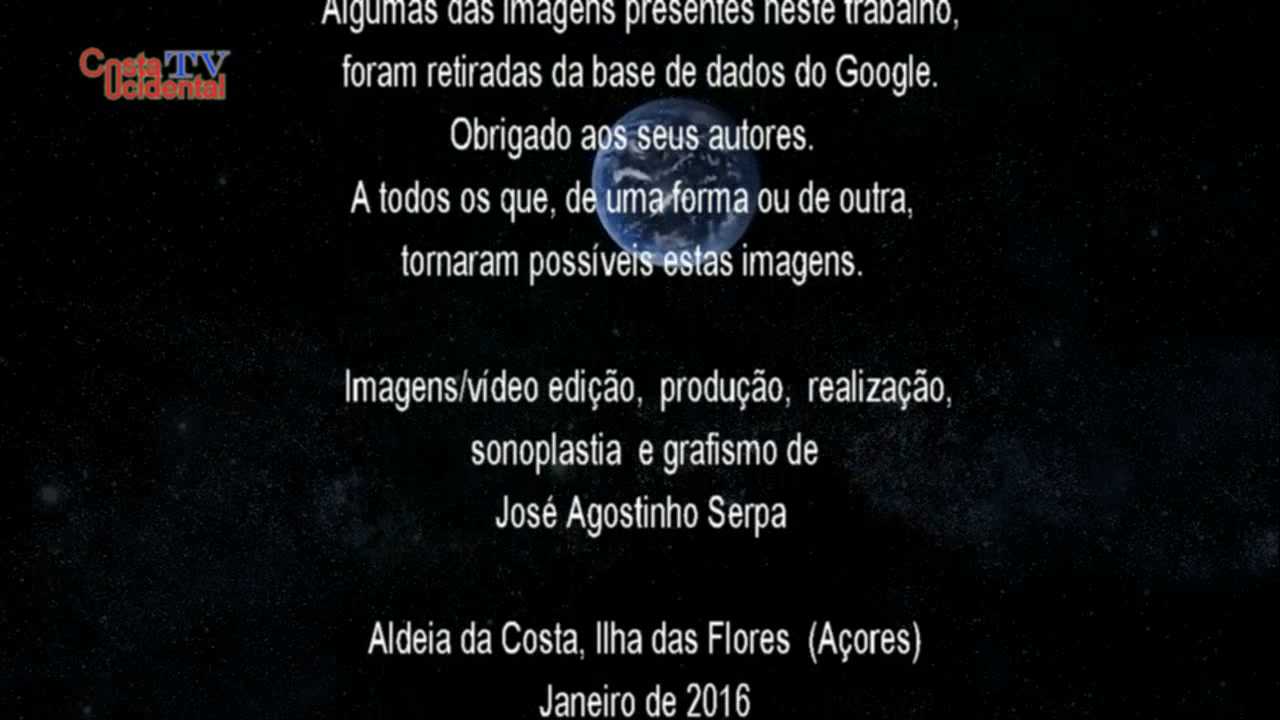 Costa TV
Ocidental
Algumas das imagens presentes neste trabalho,
foram retiradas da base de dados do Google.
Obrigado aos seus autores.
A todos os que, de uma forma ou de outra,
tornaram possíveis estas imagens.
Imagens/vídeo edição, produção, realização,
sonoplastia e grafismo de
José Agostinho Serpa
Aldeia da Costa, Ilha das Flores (Açores)
Janeiro de 2016